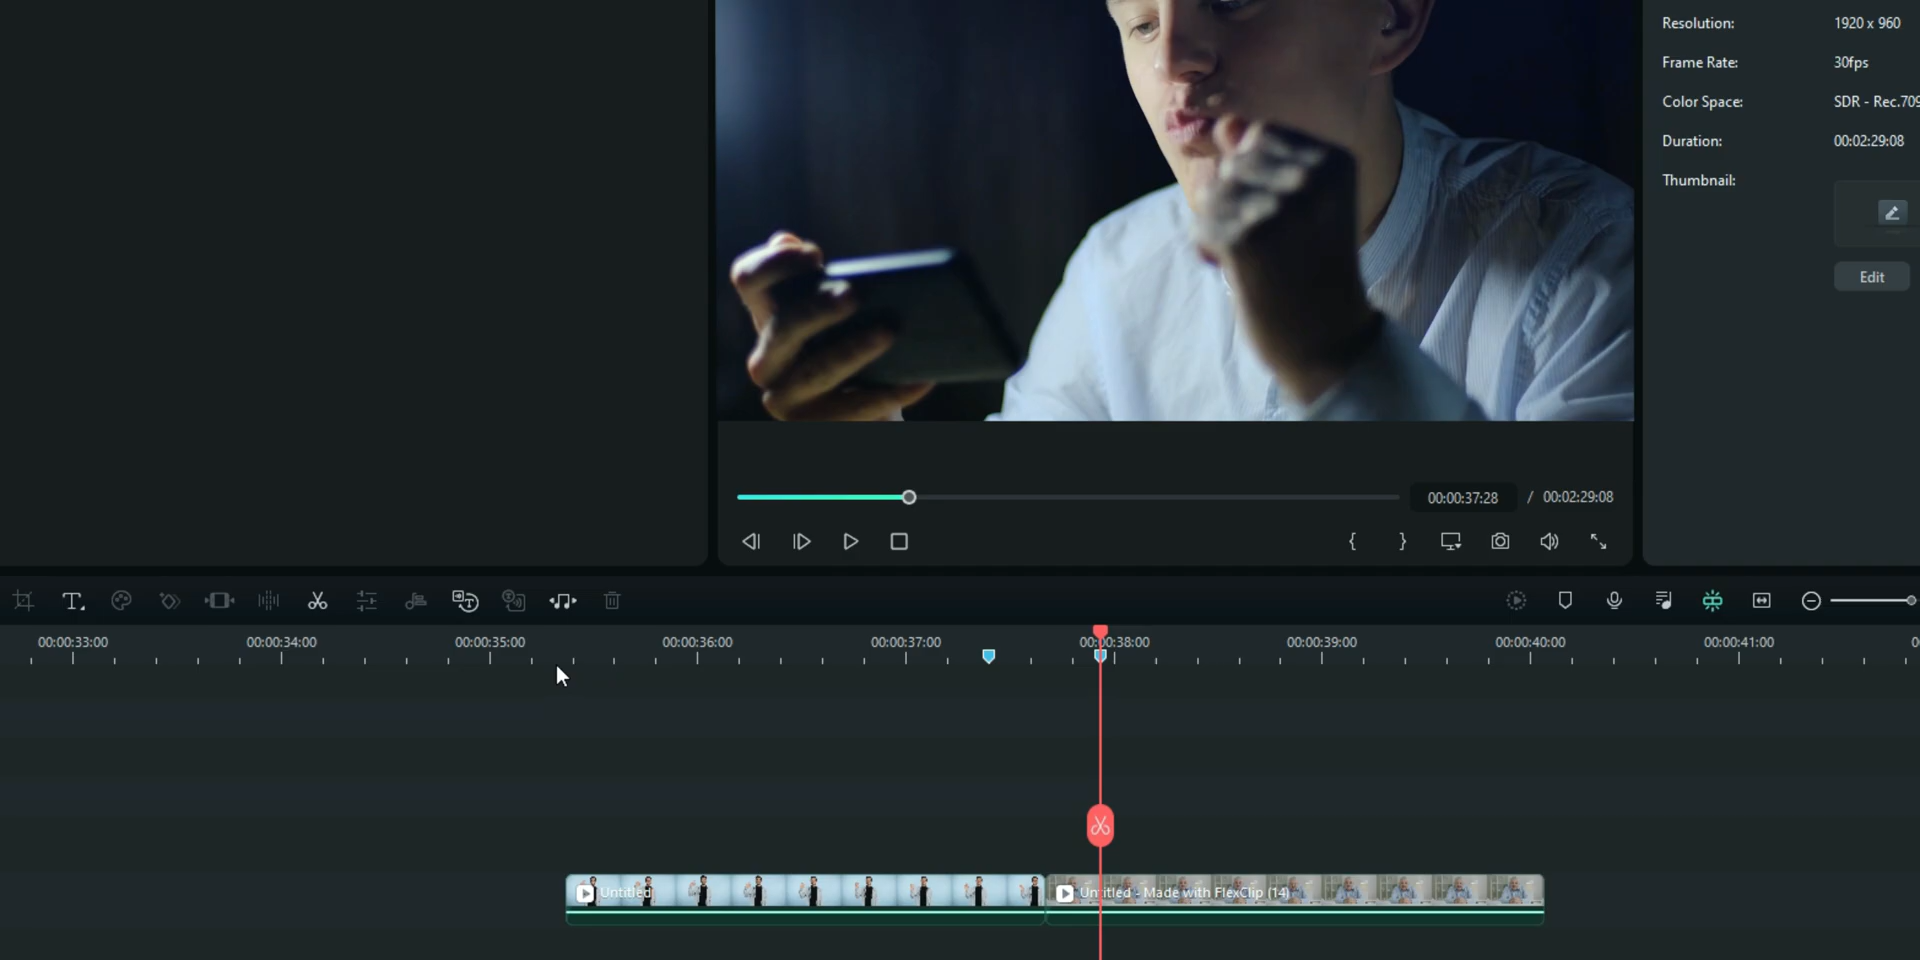 Resolution: 1920 x 960
Frame Rate: 30fps
Color Space: SDR - Rec.709
Duration: 00:02:29:08
Thumbnail:
Edit
00:00:37:28 / 00:02:29:08
00:00:33:00 00:00:34:00 00:00:35:00 00:00:36:00 00:00:37:00 00:00:38:00 00:00:39:00 00:00:40:00 00:00:41:00
Untitled Untitled - Made with FlexClip (14)